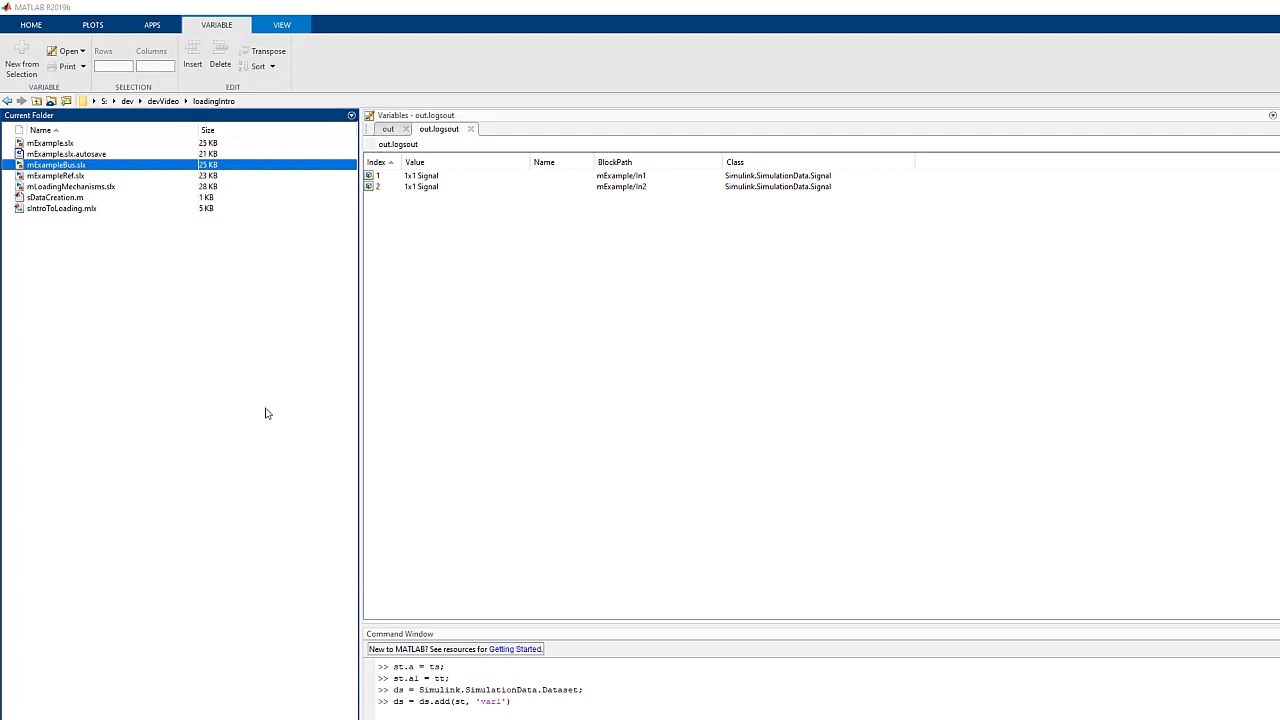 MATLAB R2019b
HOME PLOTS APPS VARIABLE VIEW
New from Selection
Open
Print
Rows Columns
Insert
Delete
Transpose
Sort
VARIABLE SELECTION EDIT
S: dev devVideo loadingIntro
Current Folder
Name Size
mExample.slx 25 KB
mExample.slx.autosave 21 KB
mExampleBus.slx 25 KB
mExampleRef.slx 23 KB
mLoadingMechanisms.slx 28 KB
sDataCreation.m 1 KB
sIntroToLoading.mlx 5 KB
Variables - out.logsout
out out.logsout
out.logsout
Index Value Name BlockPath Class
1 1x1 Signal mExample/In1 Simulink.SimulationData.Signal
2 1x1 Signal mExample/In2 Simulink.SimulationData.Signal
Command Window
New to MATLAB? See resources for Getting Started.
>> st.a = ts;
>> st.a1 = tt;
>> ds = Simulink.SimulationData.Dataset;
>> ds = ds.add(st, 'var1')